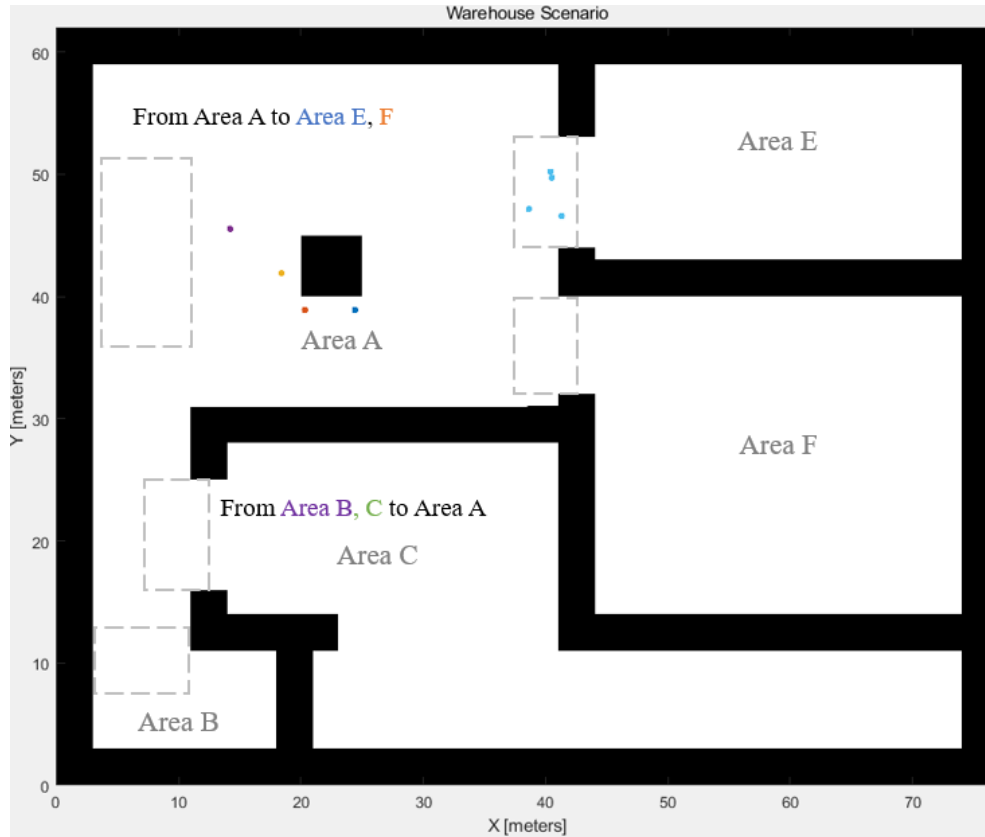 Warehouse Scenario
60
From Area A to Area E, F
Area E
50
40
Area A
30
Y [meters]
Area F
From Area B, C to Area A
20
Area C
10
Area B
0
0 10 20 30 40 50 60 70
X [meters]